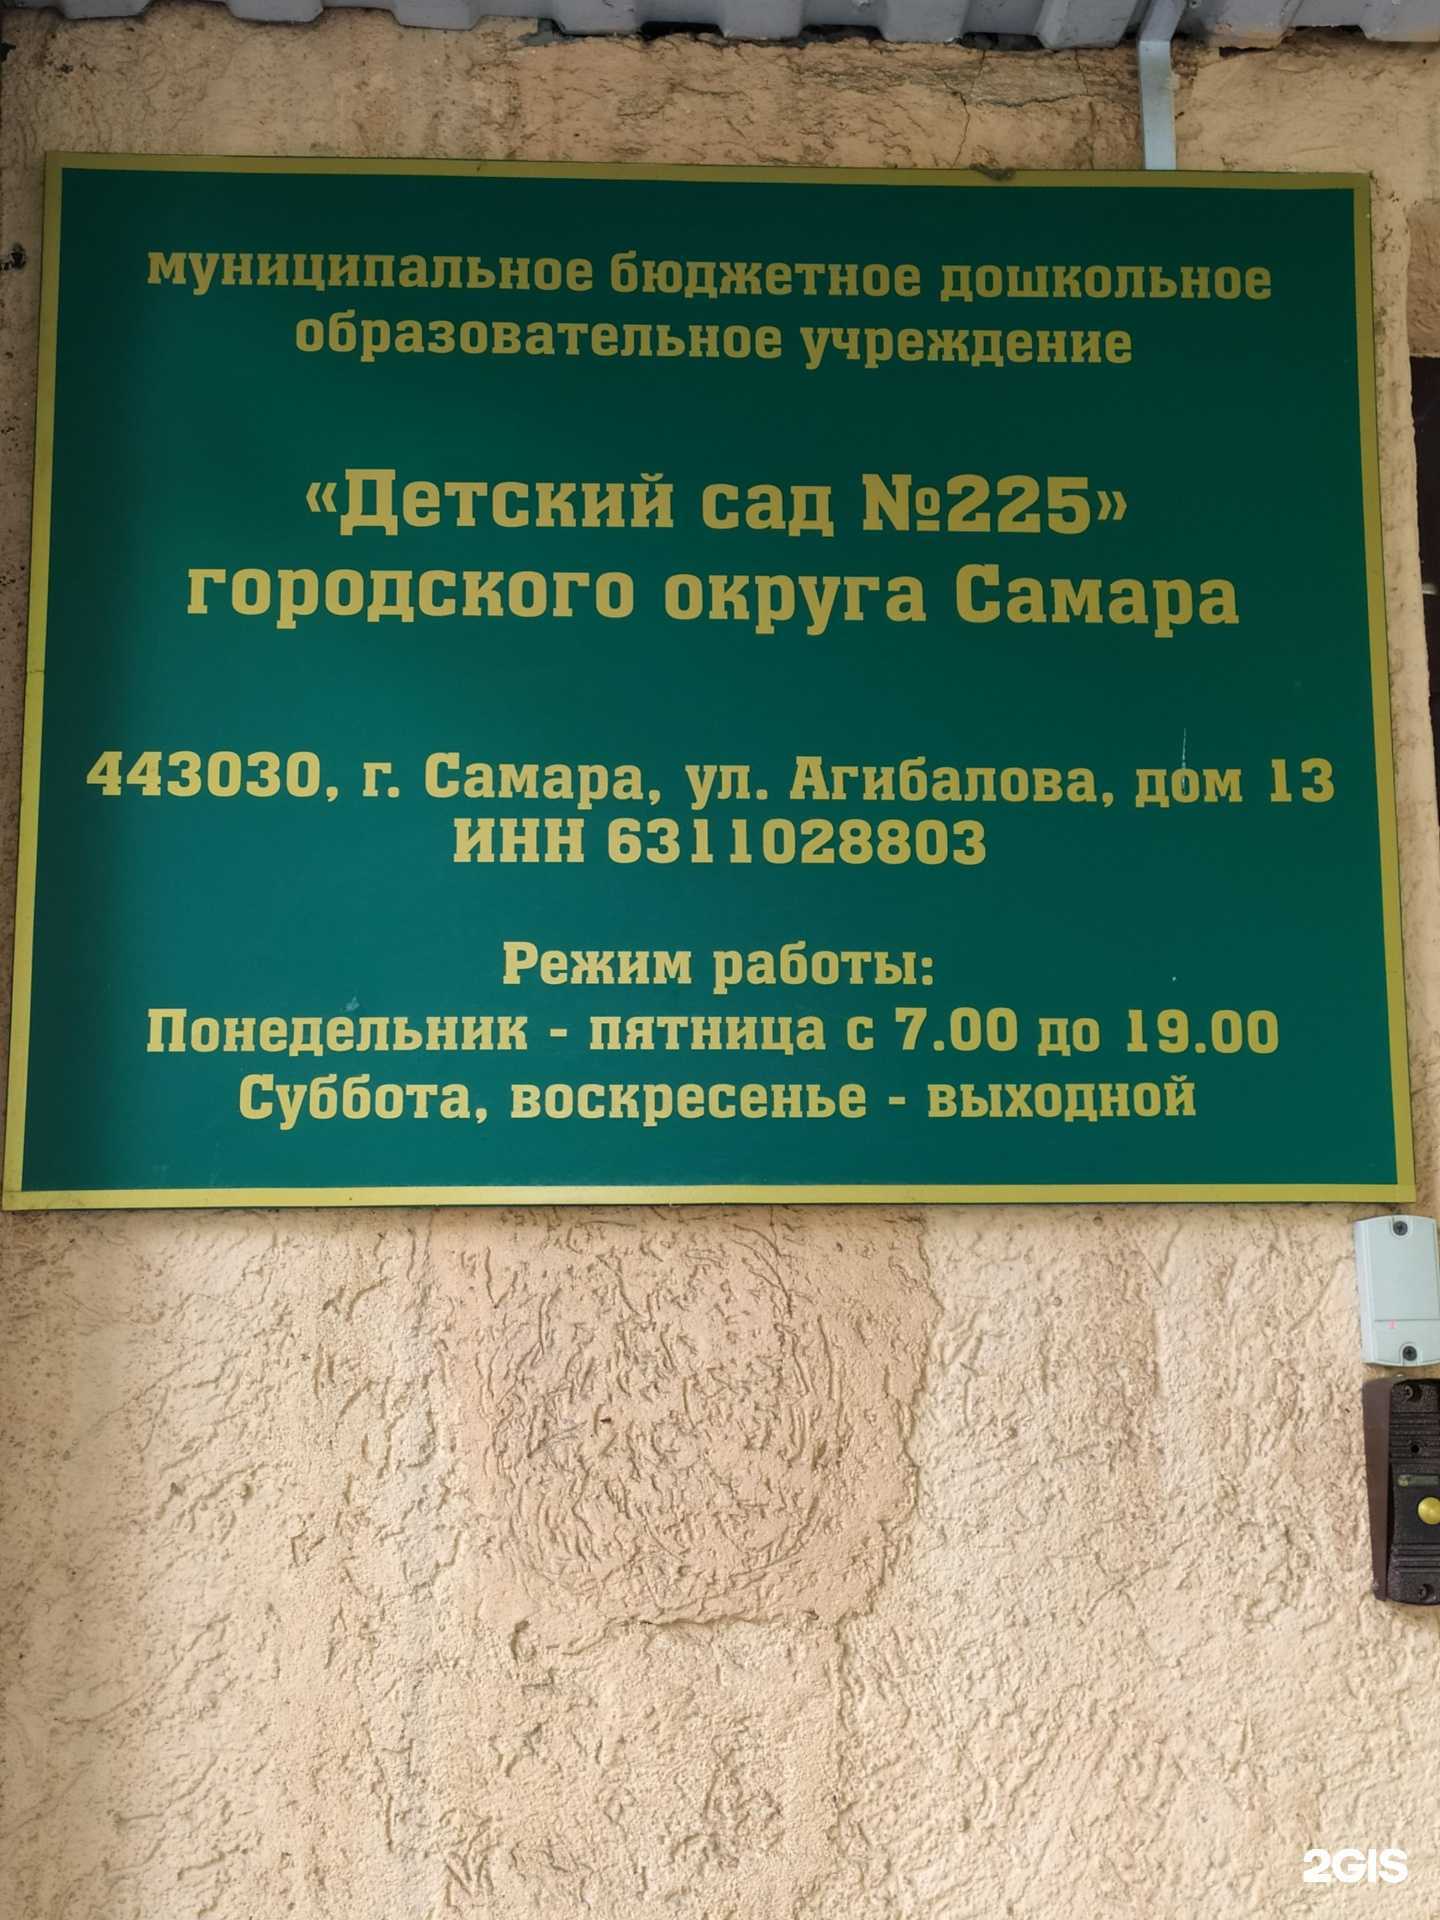 муниципальное бюджетное дошкольное
образовательное учреждение
«Детский сад №225»
городского округа Самара
443030, г. Самара, ул. Агибалова, дом 13
ИНН 6311028803
Режим работы:
Понедельник - пятница с 7.00 до 19.00
Суббота, воскресенье - выходной
2GIS